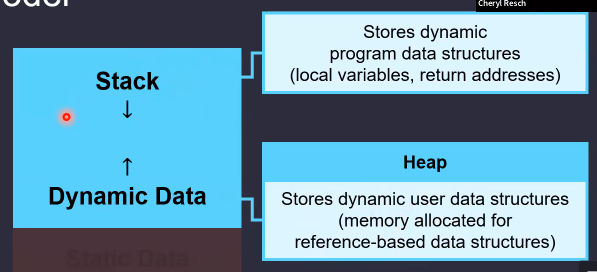 Cheryl Resch
Stores dynamic
program data structures
(local variables, return addresses)
Stack
↓
↑
Dynamic Data
Heap
Stores dynamic user data structures
(memory allocated for
reference-based data structures)
Static Data